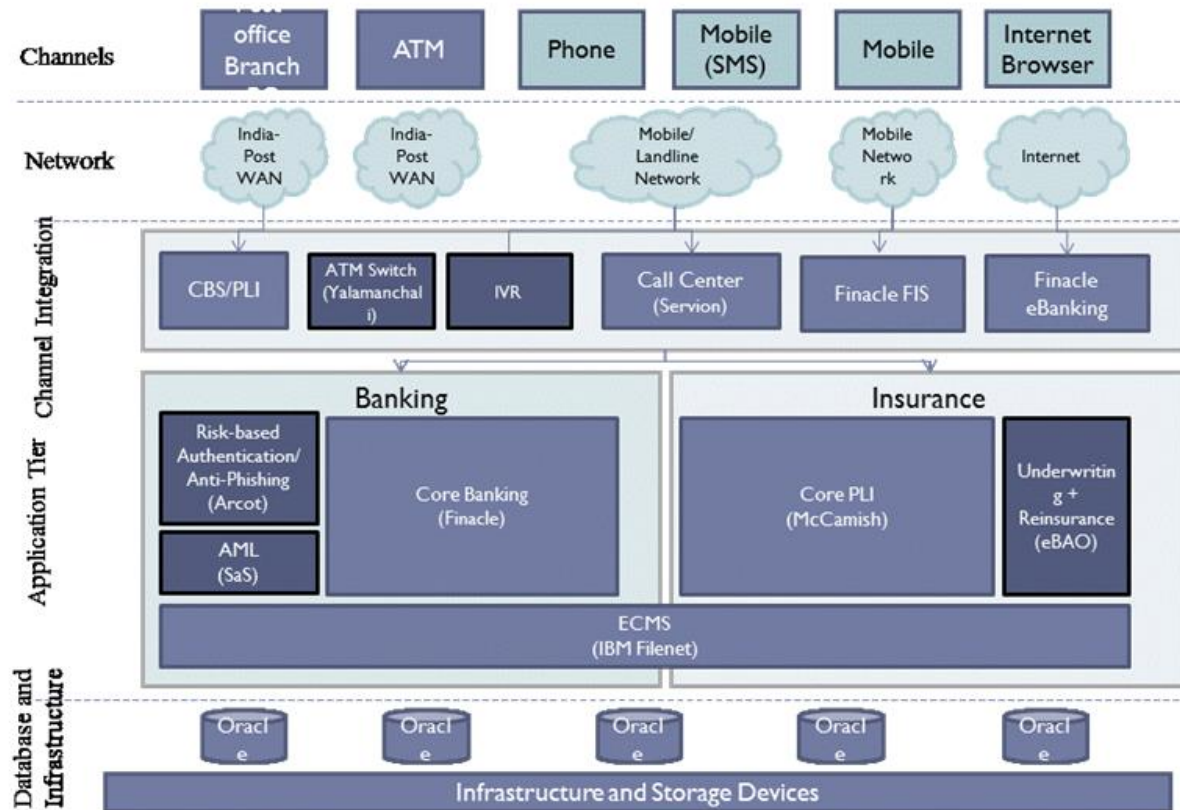 office
Branch
ATM
Phone
Mobile
(SMS)
Mobile
Internet
Browser
Channels
India-
Post
WAN
India-
Post
WAN
Mobile/
Landline
Network
Mobile
Netwo
rk
Internet
Network
Channel Integration
CBS/PLI
ATM Switch
(Yalamanchal
i)
IVR
Call Center
(Servion)
Finacle FIS
Finacle
eBanking
Application Tier
Banking
Risk-based
Authentication/
Anti-Phishing
(Arcot)
AML
(SaS)
Core Banking
(Finacle)
Insurance
Core PLI
(McCamish)
Underwritin
g +
Reinsurance
(eBAO)
ECMS
(IBM Filenet)
Database and
Infrastructure
Oracl
e
Oracl
e
Oracl
e
Oracl
e
Oracl
e
Infrastructure and Storage Devices